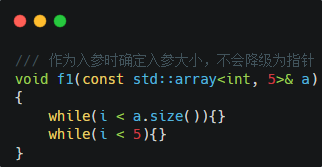 /// 作为入参时确定入参大小，不会降级为指针
void f1(const std::array<int, 5>& a)
{
    while(i < a.size()){}
    while(i < 5){}
}